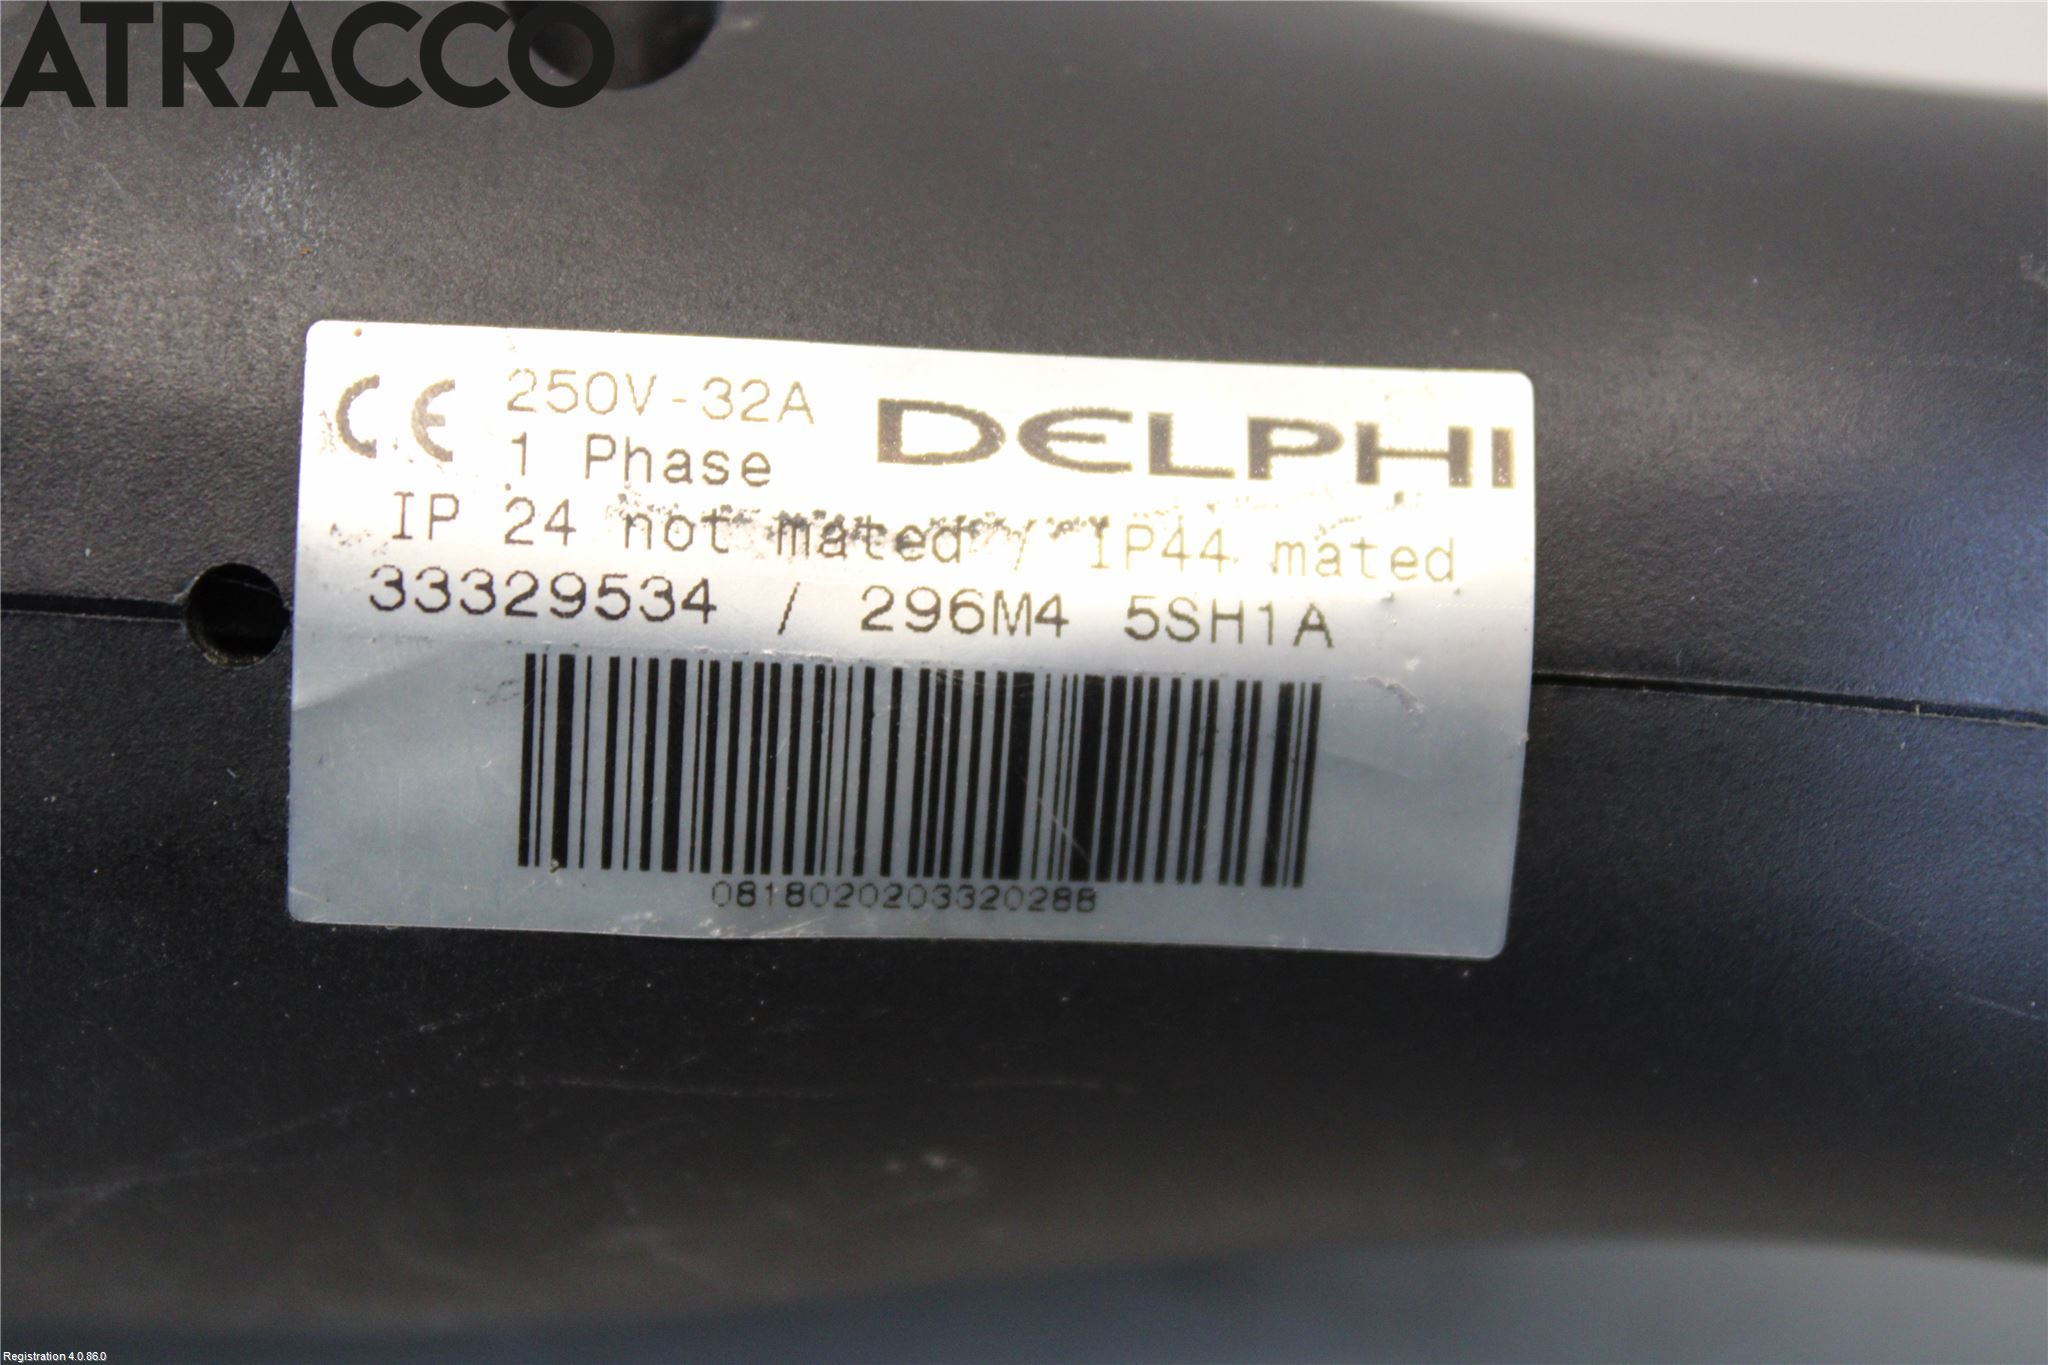 ATRACCO
CE 250V-32A DELPHI
1 Phase
IP 24 not mated / IP44 mated
33329534 / 296M4 5SH1A
0818020203320288
Registration 4.0.86.0